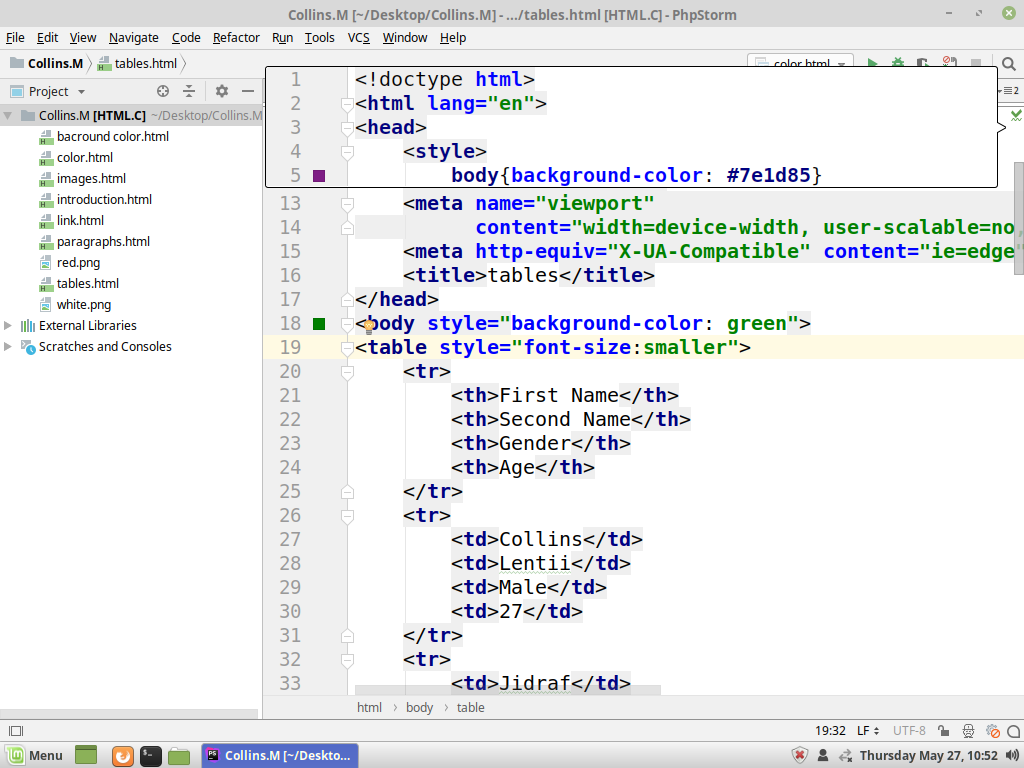 Collins.M [~/Desktop/Collins.M] - .../tables.html [HTML.C] - PhpStorm
File Edit View Navigate Code Refactor Run Tools VCS Window Help
Collins.M tables.html color.html
Project
Collins.M [HTML.C] ~/Desktop/Collins.M
bacround color.html
color.html
images.html
introduction.html
link.html
paragraphs.html
red.png
tables.html
white.png
External Libraries
Scratches and Consoles
2
1 <!doctype html>
2 <html lang="en">
3 <head>
4 <style>
5 body{background-color: #7e1d85}
13 <meta name="viewport"
14 content="width=device-width, user-scalable=no,
15 <meta http-equiv="X-UA-Compatible" content="ie=edge"
16 <title>tables</title>
17 </head>
18 <body style="background-color: green">
19 <table style="font-size:smaller">
20 <tr>
21 <th>First Name</th>
22 <th>Second Name</th>
23 <th>Gender</th>
24 <th>Age</th>
25 </tr>
26 <tr>
27 <td>Collins</td>
28 <td>Lentii</td>
29 <td>Male</td>
30 <td>27</td>
31 </tr>
32 <tr>
33 <td>Jidraf</td>
html body table
19:32 LF UTF-8
Menu Collins.M [~/Deskto... Thursday May 27, 10:52